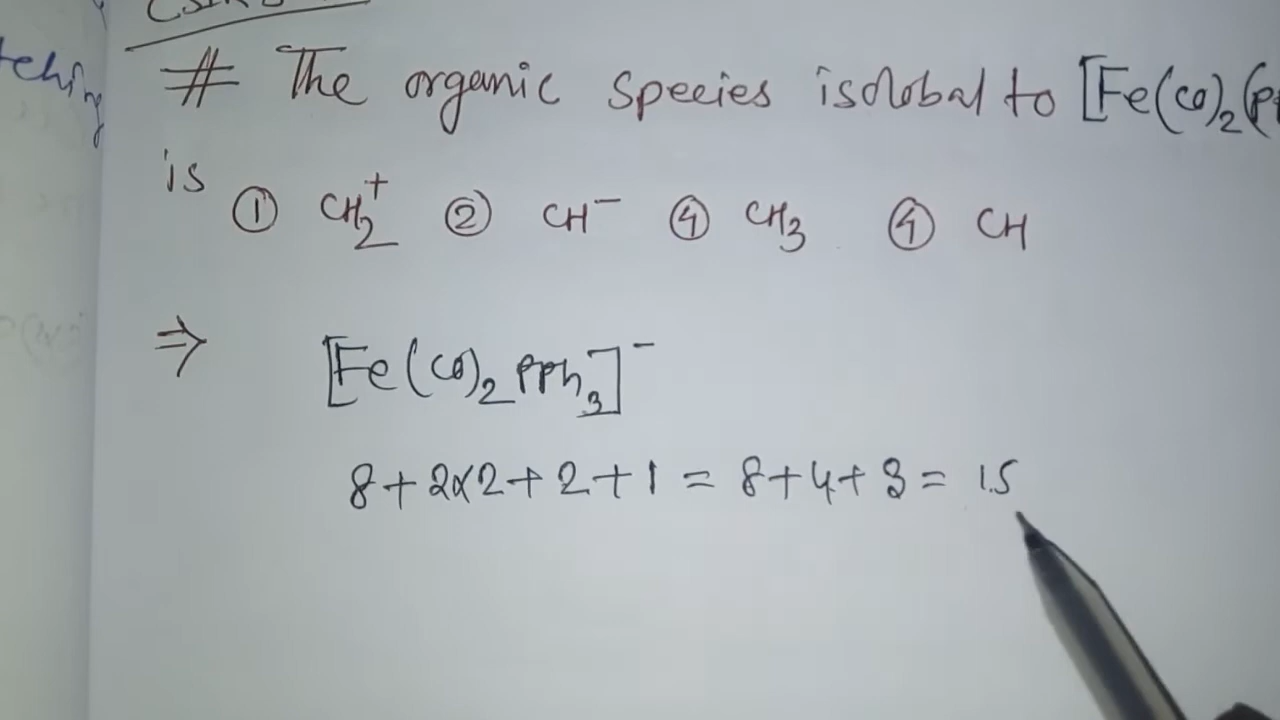 # The organic species isolobal to [Fe(CO)₂(P
is ① CH₂⁺ ② CH⁻ ④ CH₃ ④ CH
⇒ [Fe(CO)₂PPh₃]⁻
8+2×2+2+1 = 8+4+3 = 15